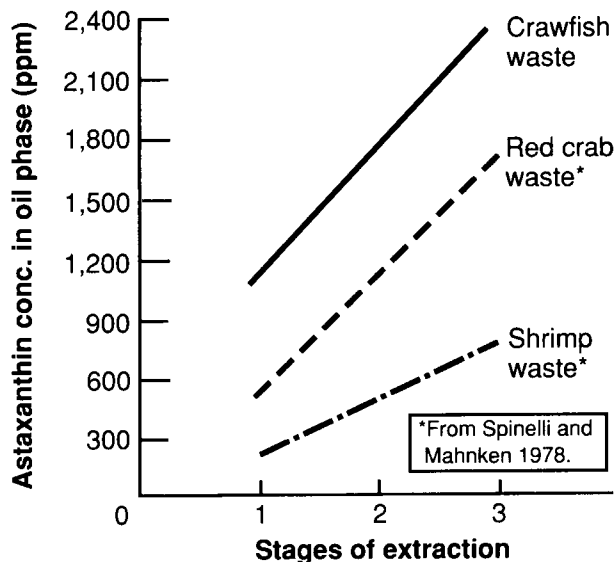 Astaxanthin conc. in oil phase (ppm)
2,400
2,100
1,800
1,500
1,200
900
600
300
0
Crawfish
waste
Red crab
waste*
Shrimp
waste*
*From Spinelli and
Mahnken 1978.
1
2
3
Stages of extraction